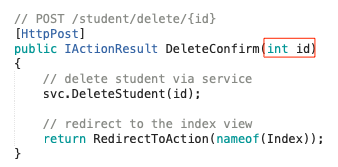 // POST /student/delete/{id}
[HttpPost]
public IActionResult DeleteConfirm(int id)
{
    // delete student via service
    svc.DeleteStudent(id);

    // redirect to the index view
    return RedirectToAction(nameof(Index));
}